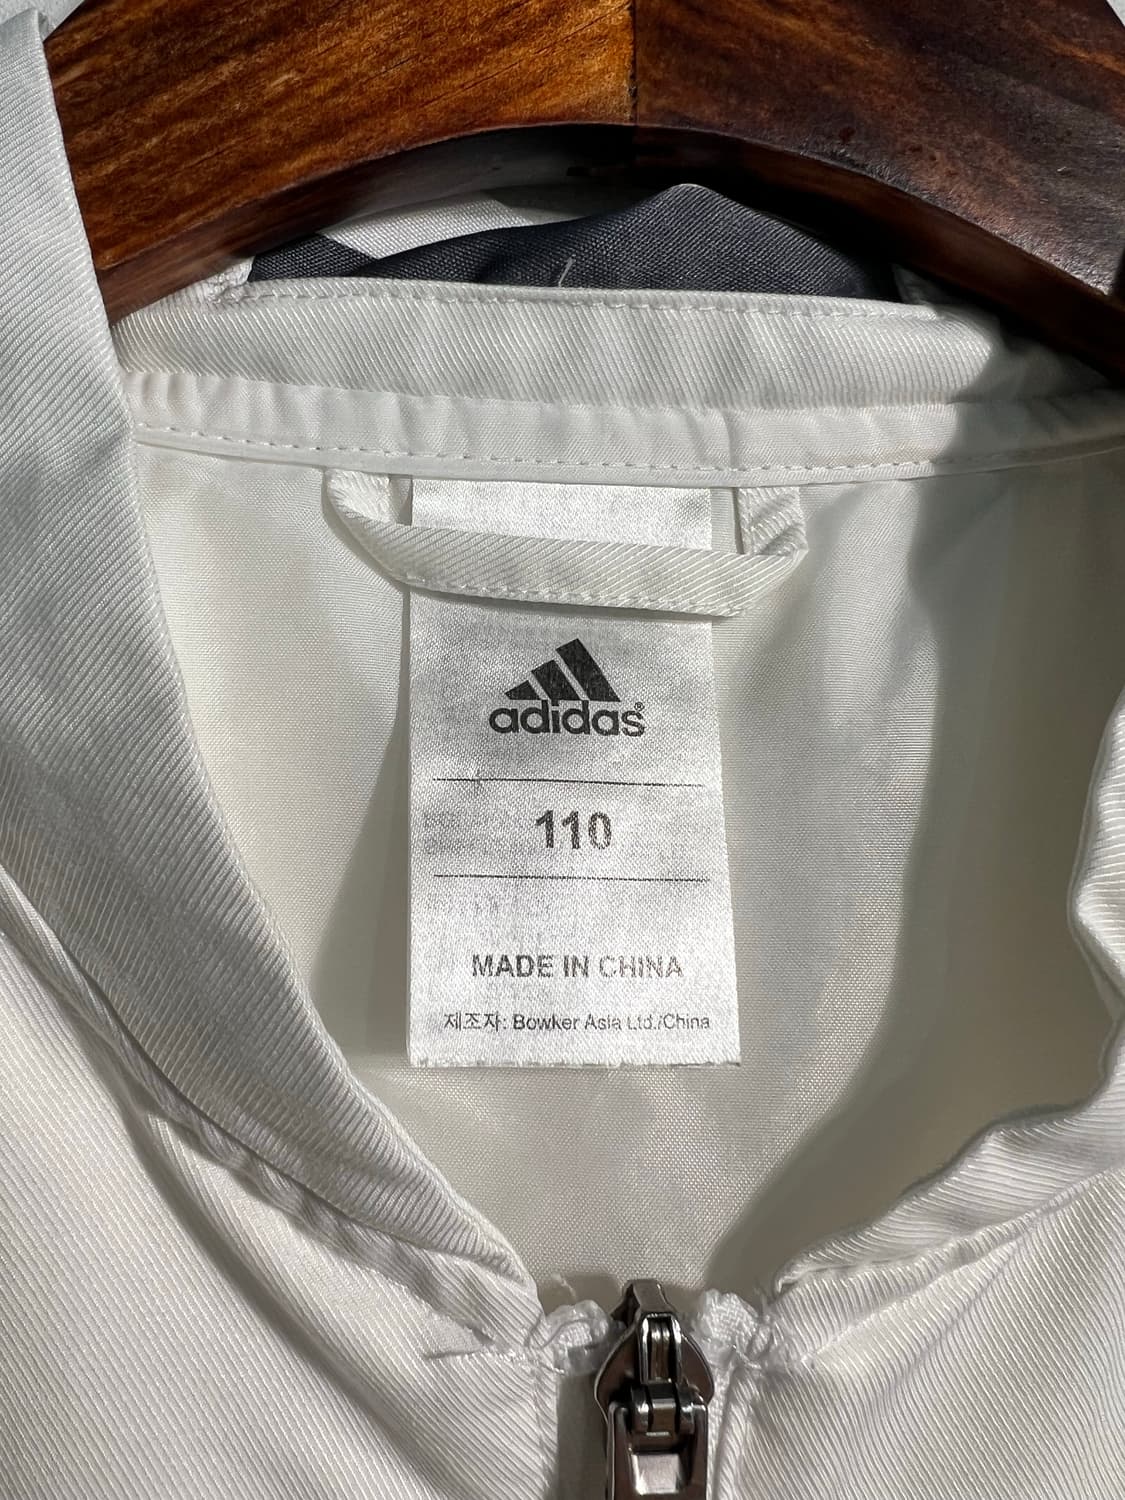 adidas®
110
MADE IN CHINA
제조자: Bowker Asia Ltd./China